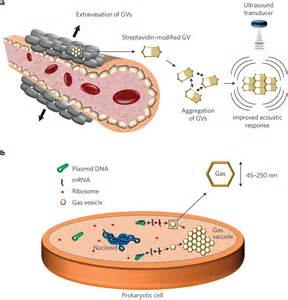 a
Extravasation of GVs
Ultrasound
transducer
Streptavidin-modified GV
Aggregation
of GVs
Improved acoustic
response
b
Plasmid DNA
mRNA
Ribosome
Gas vesicle
Gas
45–250 nm
Nucleoid
Gas
vacuole
Prokaryotic cell